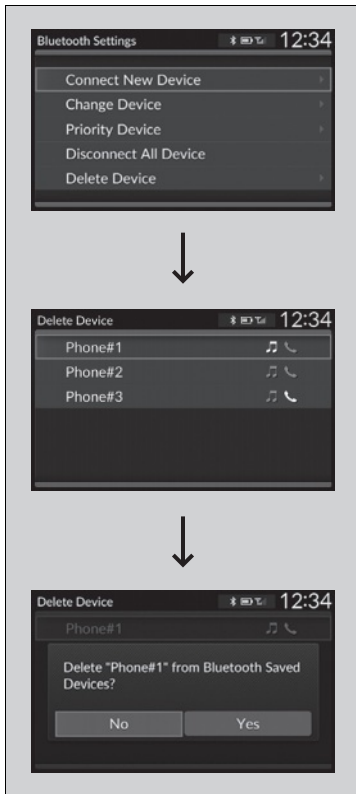 Bluetooth Settings 12:34
Connect New Device
Change Device
Priority Device
Disconnect All Device
Delete Device
Delete Device 12:34
Phone#1
Phone#2
Phone#3
Delete Device 12:34
Phone#1
Delete "Phone#1" from Bluetooth Saved
Devices?
No Yes